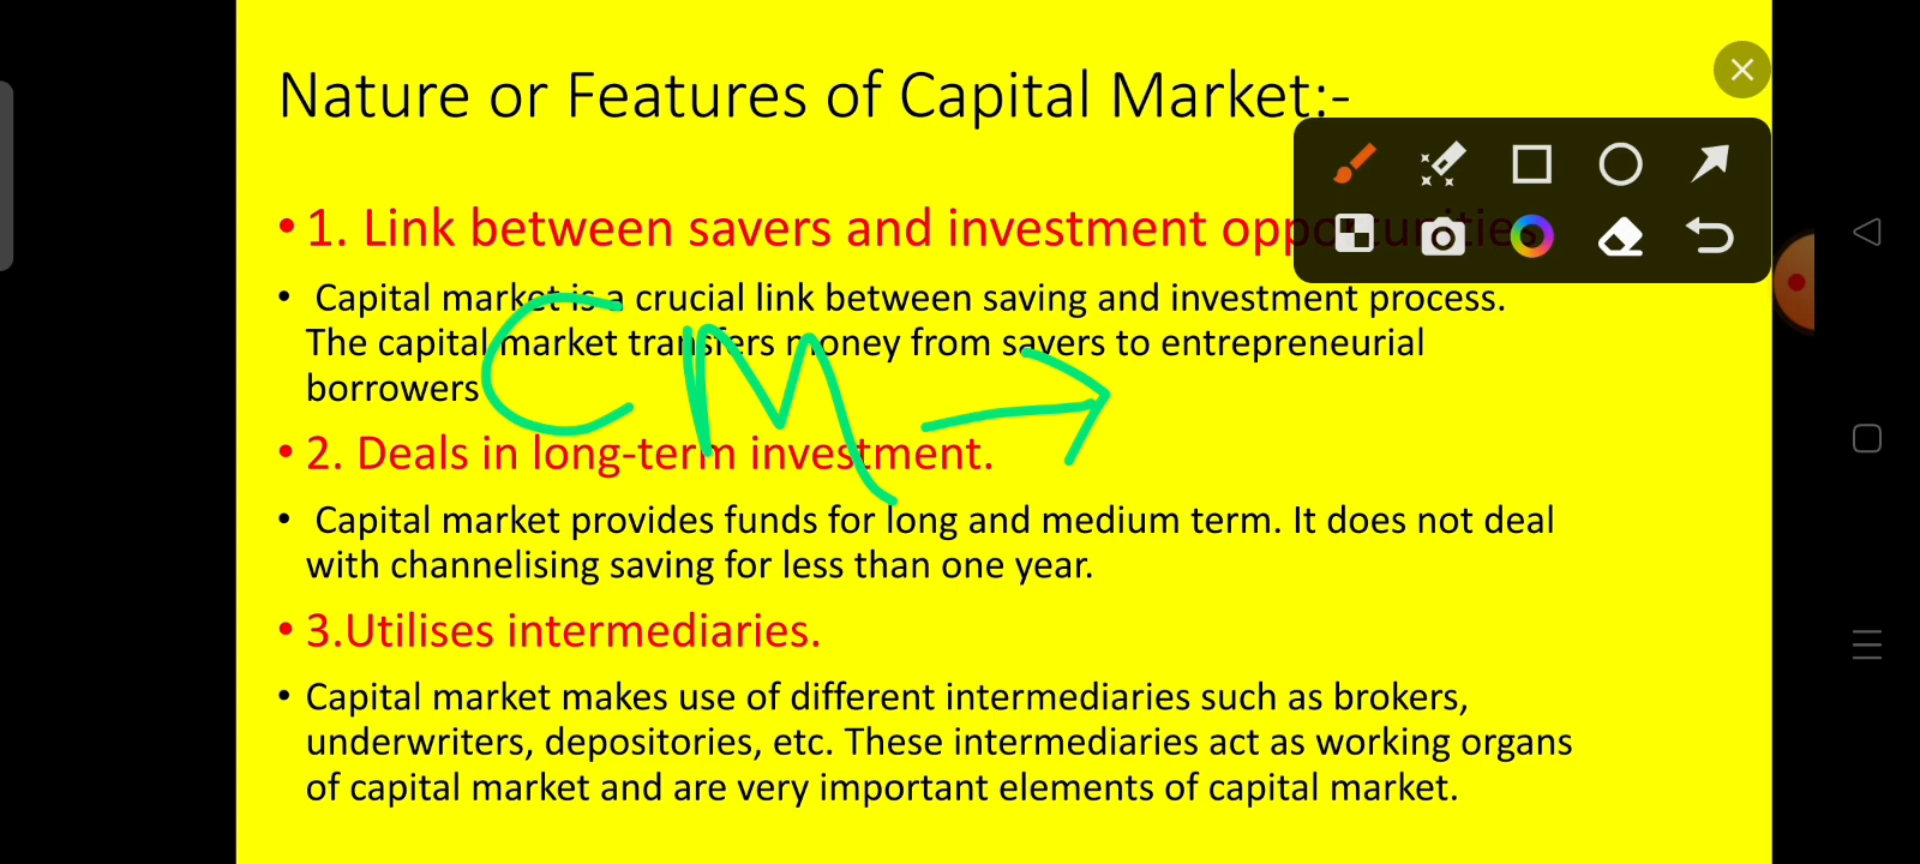 Nature or Features of Capital Market:-
• 1. Link between savers and investment opportunities
• Capital market is a crucial link between saving and investment process.
The capital market transfers money from savers to entrepreneurial
borrowers
CM →
• 2. Deals in long-term investment.
• Capital market provides funds for long and medium term. It does not deal
with channelising saving for less than one year.
• 3.Utilises intermediaries.
• Capital market makes use of different intermediaries such as brokers,
underwriters, depositories, etc. These intermediaries act as working organs
of capital market and are very important elements of capital market.